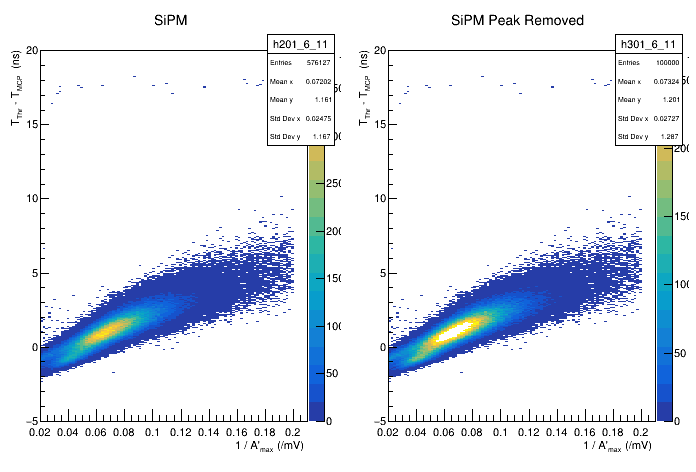 SiPM
h201_6_11
Entries 576127
Mean x 0.07202
Mean y 1.161
Std Dev x 0.02475
Std Dev y 1.167
T_Thr - T_MCP (ns)
20
15
10
5
0
−5
0.02 0.04 0.06 0.08 0.1 0.12 0.14 0.16 0.18 0.2
1 / A'_max (/mV)
250
200
150
100
50
0
SiPM Peak Removed
h301_6_11
Entries 100000
Mean x 0.07324
Mean y 1.201
Std Dev x 0.02727
Std Dev y 1.287
T_Thr - T_MCP (ns)
20
15
10
5
0
−5
0.02 0.04 0.06 0.08 0.1 0.12 0.14 0.16 0.18 0.2
1 / A'_max (/mV)
200
150
100
50
0